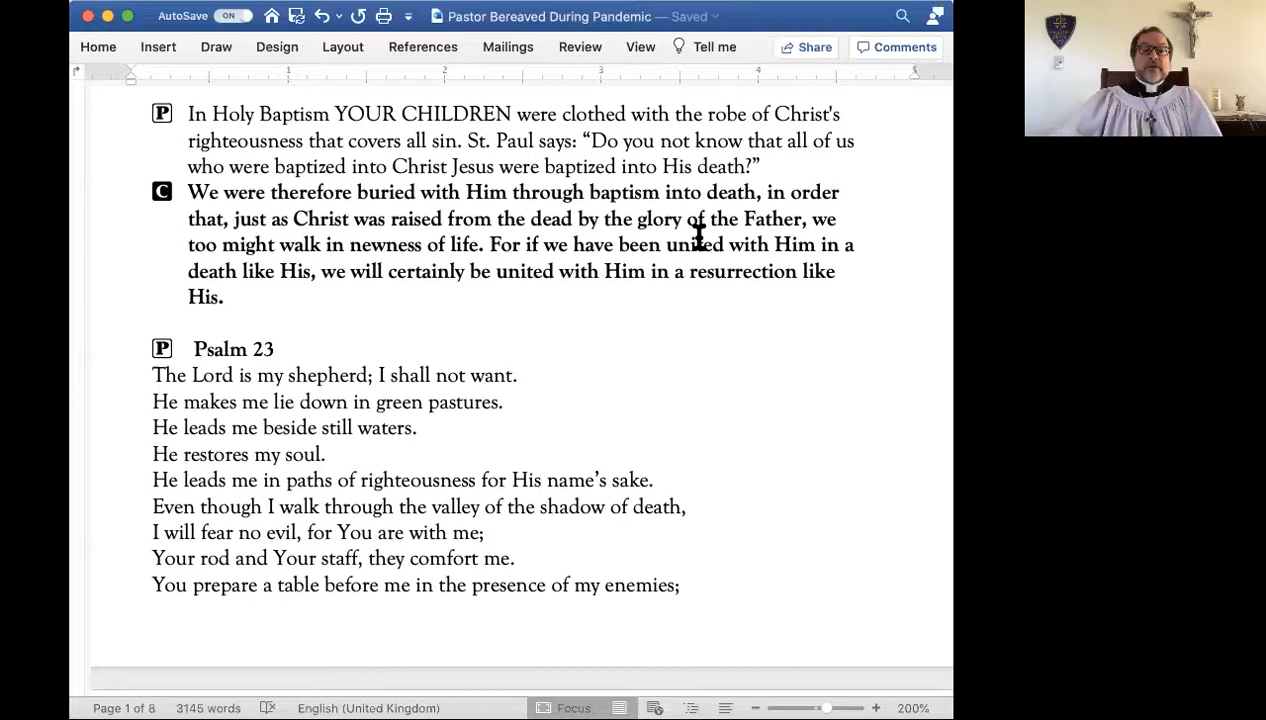 AutoSave ON
Pastor Bereaved During Pandemic — Saved
Home Insert Draw Design Layout References Mailings Review View Tell me Share Comments
1 2 3 4 5
P In Holy Baptism YOUR CHILDREN were clothed with the robe of Christ's
righteousness that covers all sin. St. Paul says: “Do you not know that all of us
who were baptized into Christ Jesus were baptized into His death?”
C We were therefore buried with Him through baptism into death, in order
that, just as Christ was raised from the dead by the glory of the Father, we
too might walk in newness of life. For if we have been united with Him in a
death like His, we will certainly be united with Him in a resurrection like
His.
P Psalm 23
The Lord is my shepherd; I shall not want.
He makes me lie down in green pastures.
He leads me beside still waters.
He restores my soul.
He leads me in paths of righteousness for His name’s sake.
Even though I walk through the valley of the shadow of death,
I will fear no evil, for You are with me;
Your rod and Your staff, they comfort me.
You prepare a table before me in the presence of my enemies;
Page 1 of 8 3145 words English (United Kingdom) Focus 200%